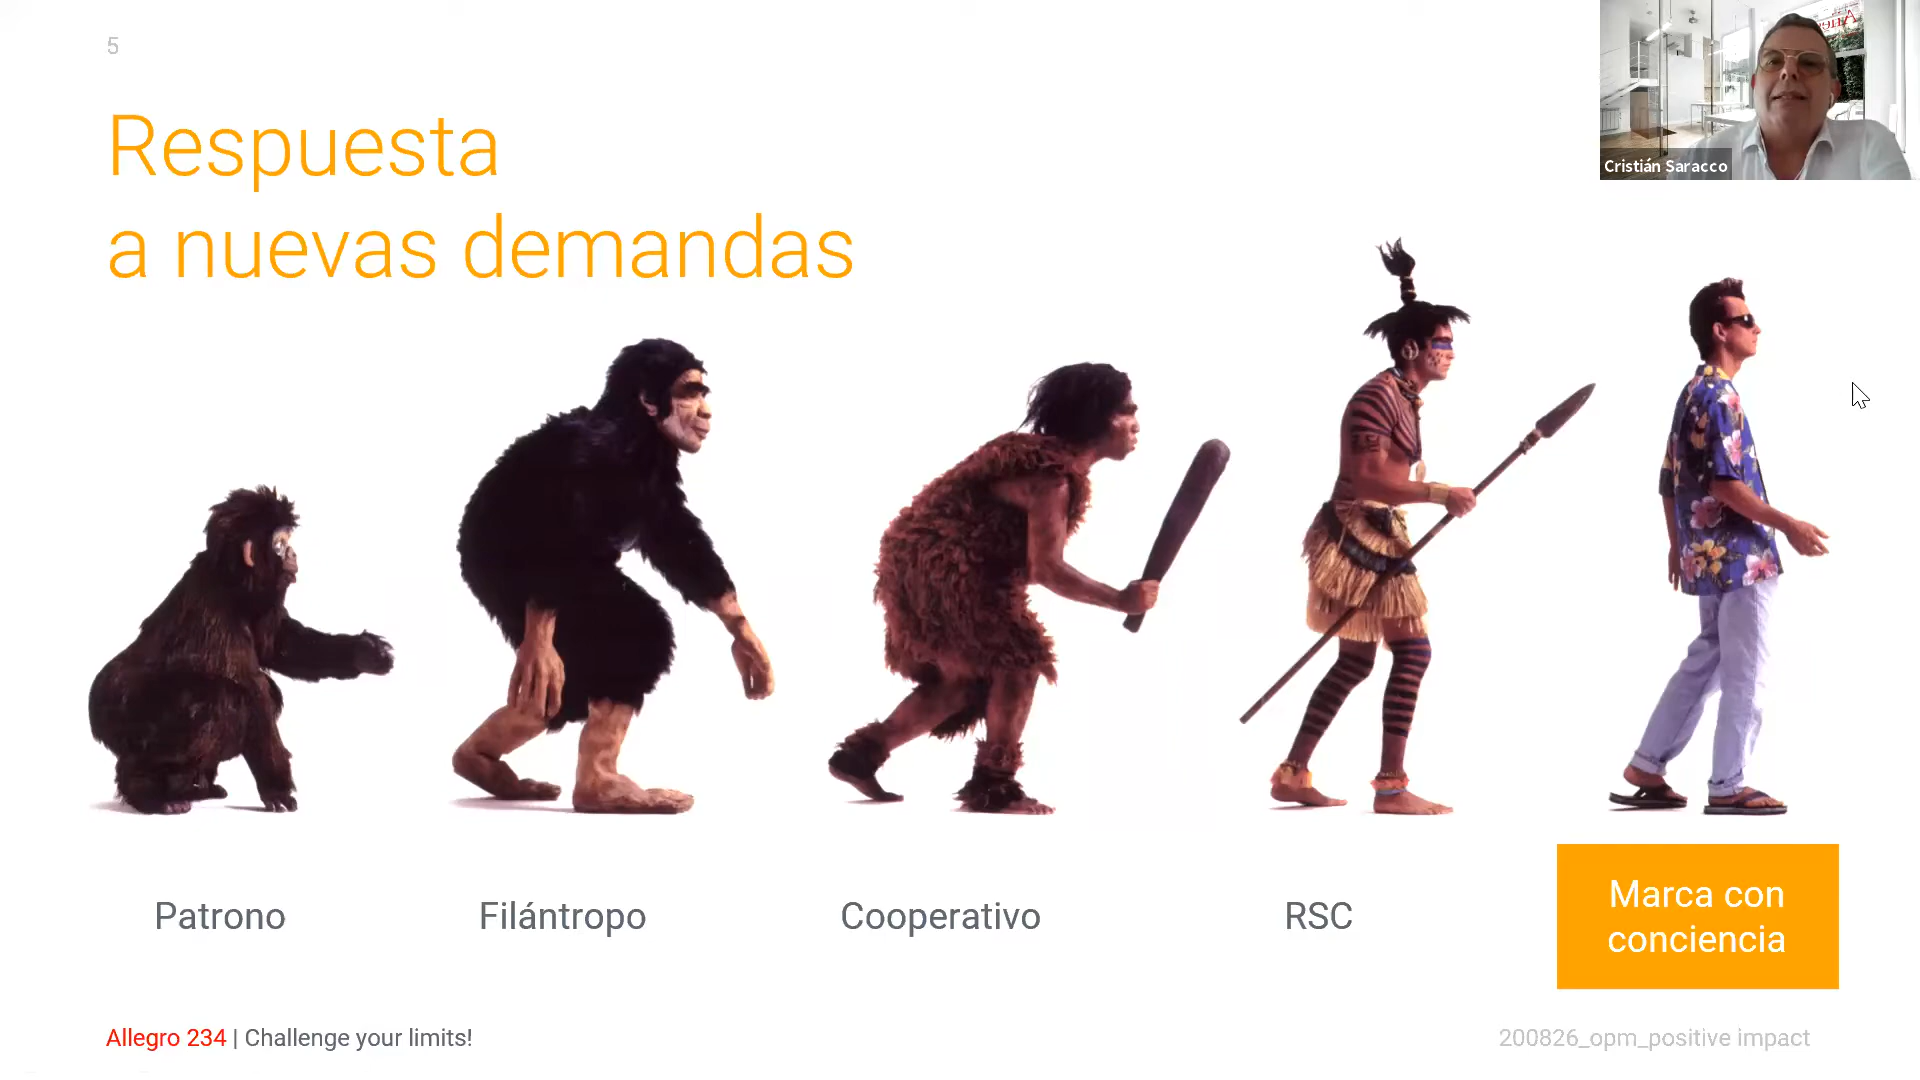 5
Respuesta
a nuevas demandas
Cristián Saracco
Patrono
Filántropo
Cooperativo
RSC
Marca con
conciencia
Allegro 234 | Challenge your limits!
200826_opm_positive impact